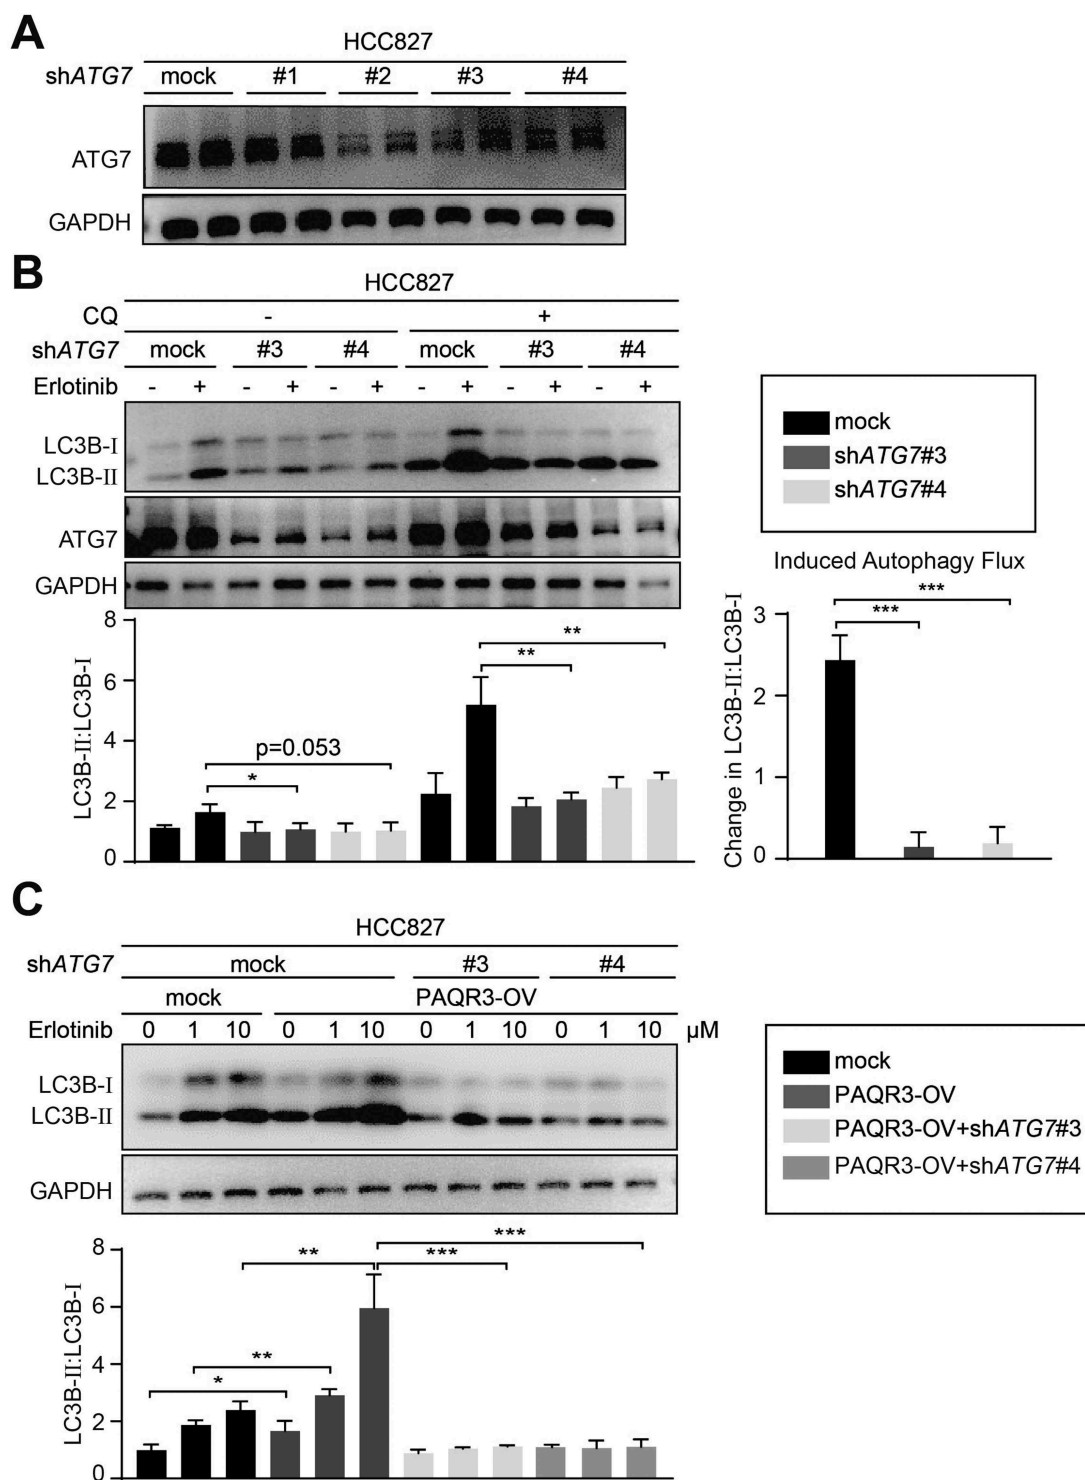 A
HCC827
shATG7 mock #1 #2 #3 #4
ATG7
GAPDH
B
HCC827
CQ - +
shATG7 mock #3 #4 mock #3 #4
Erlotinib - + - + - + - + - + - +
LC3B-I
LC3B-II
ATG7
GAPDH
8
6
4
2
0
LC3B-II:LC3B-I
p=0.053
*
**
**
mock
shATG7#3
shATG7#4
Induced Autophagy Flux
***
***
3
2
1
0
Change in LC3B-II:LC3B-I
C
HCC827
shATG7 mock #3 #4
mock PAQR3-OV
Erlotinib 0 1 10 0 1 10 0 1 10 0 1 10 µM
LC3B-I
LC3B-II
GAPDH
8
6
4
2
0
LC3B-II:LC3B-I
***
** ***
**
*
mock
PAQR3-OV
PAQR3-OV+shATG7#3
PAQR3-OV+shATG7#4